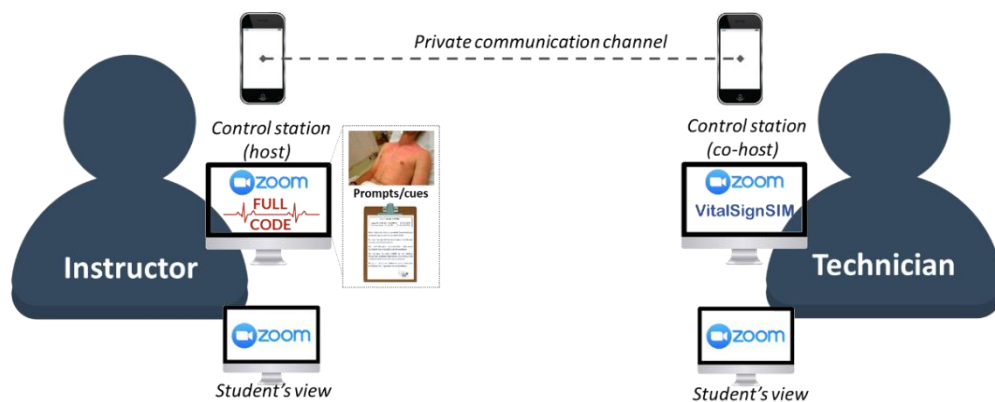 Private communication channel
Control station
(host)
zoom
FULL
CODE
Prompts/cues
Instructor
zoom
Student's view
Control station
(co-host)
zoom
VitalSignSIM
Technician
zoom
Student's view